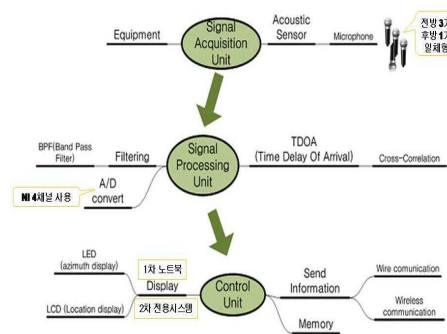 Signal
Acquisition
Unit
Equipment
Acoustic
Sensor
Microphone
전방 3개
후방 1개
일체형
Signal
Processing
Unit
BPF(Band Pass
Filter)
Filtering
A/D
convert
NI 4채널 사용
TDOA
(Time Delay Of Arrival)
Cross-Correlation
Control
Unit
LED
(azimuth display)
LCD (Location display)
Display
1차 노트북
2차 전용시스템
Send
Information
Memory
Wire comunication
Wireless
communication